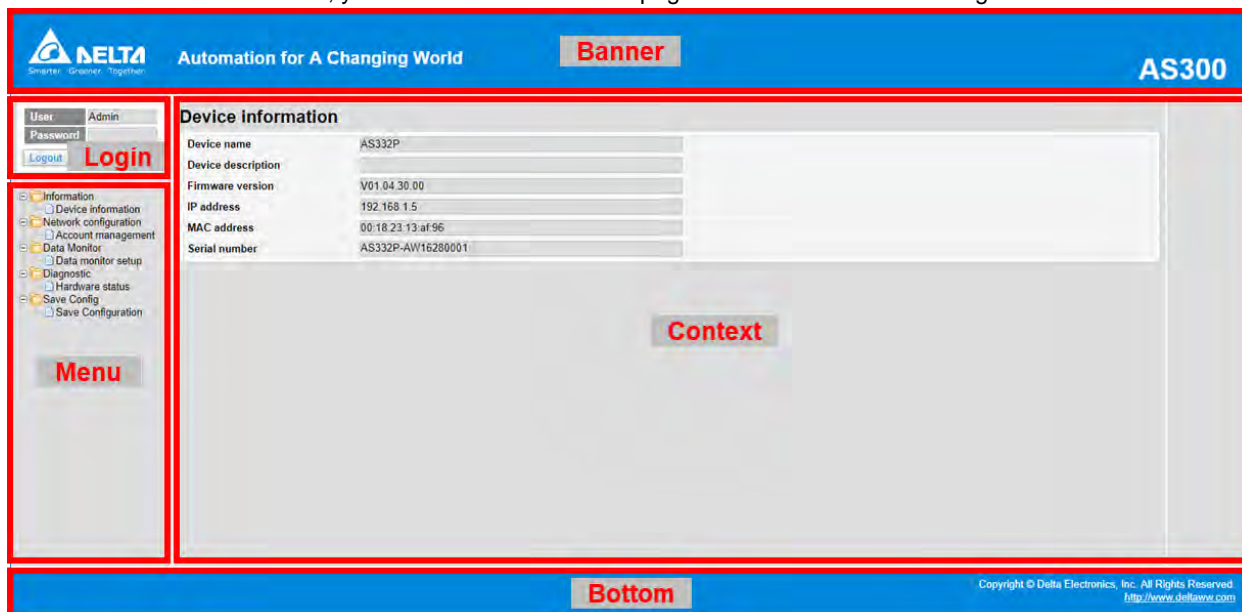 DELTA
Smarter. Greener. Together.
Automation for A Changing World
Banner
AS300
User Admin
Password
Logout
Login
Information
Device information
Network configuration
Account management
Data Monitor
Data monitor setup
Diagnostic
Hardware status
Save Config
Save Configuration
Menu
Device information
Device name AS332P
Device description
Firmware version V01.04.30.00
IP address 192.168.1.5
MAC address 00:18:23:13:af:96
Serial number AS332P-AW16280001
Context
Bottom
Copyright © Delta Electronics, Inc. All Rights Reserved.
http://www.deltaww.com